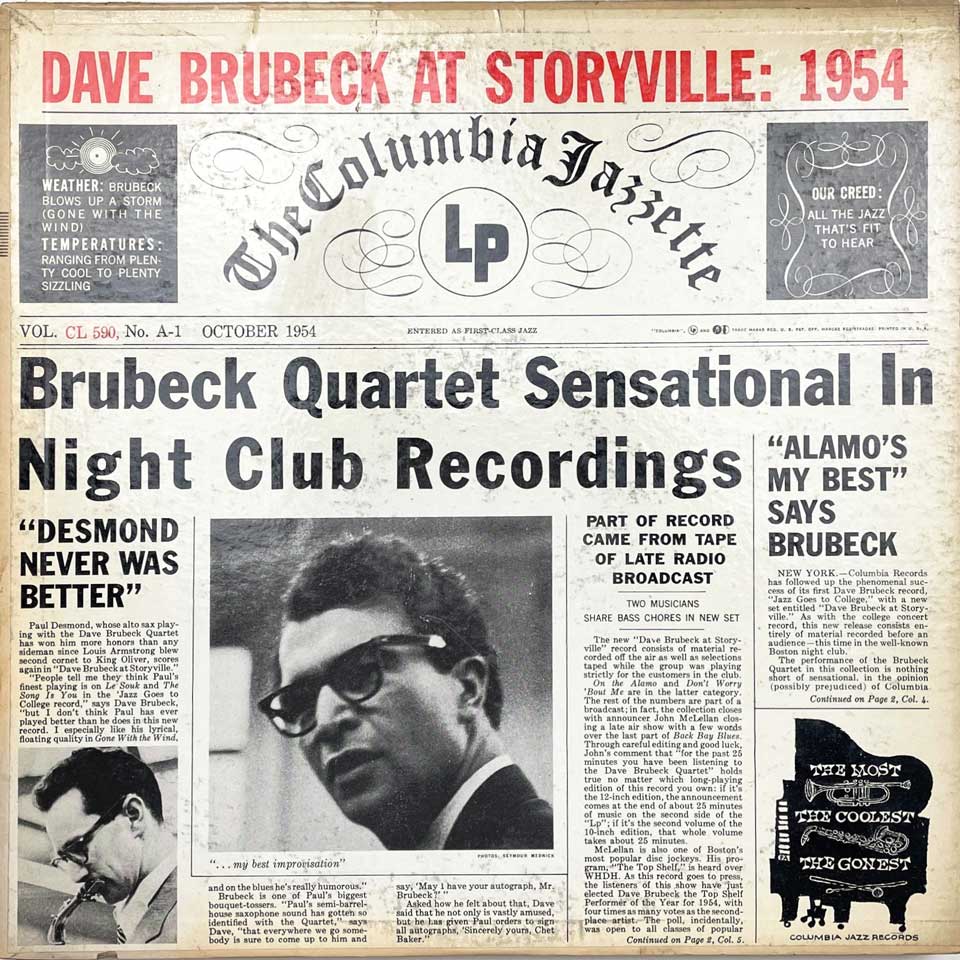 DAVE BRUBECK AT STORYVILLE: 1954
WEATHER: BRUBECK
BLOWS UP A STORM
(GONE WITH THE
WIND)
TEMPERATURES:
RANGING FROM PLEN-
TY COOL TO PLENTY
SIZZLING
The Columbia Jazzette
Lp
OUR CREED:
ALL THE JAZZ
THAT'S FIT
TO HEAR
VOL. CL 590, No. A-1 OCTOBER 1954
ENTERED AS FIRST-CLASS JAZZ
"COLUMBIA", AND TRADE MARKS REG. U. S. PAT. OFF. MARCAS REGISTRADAS. PRINTED IN U. S. A.
Brubeck Quartet Sensational In
Night Club Recordings
"DESMOND
NEVER WAS
BETTER"
Paul Desmond, whose alto sax play-
ing with the Dave Brubeck Quartet
has won him more honors than any
sideman since Louis Armstrong blew
second cornet to King Oliver, scores
again in "Dave Brubeck at Storyville."
"People tell me they think Paul's
finest playing is on Le Souk and The
Song Is You in the 'Jazz Goes to
College record," says Dave Brubeck,
"but I don't think Paul has ever
played better than he does in this new
record. I especially like his lyrical,
floating quality in Gone With the Wind,
PHOTOS, SEYMOUR MEDNICK
"... my best improvisation"
and on the blues he's really humorous."
Brubeck is one of Paul's biggest
bouquet-tossers. "Paul's semi-barrel-
house saxophone sound has gotten so
identified with the Quartet," says
Dave, "that everywhere we go some-
body is sure to come up to him and
say, 'May I have your autograph, Mr.
Brubeck?'"
Asked how he felt about that, Dave
said that he not only is vastly amused,
but he has given Paul orders to sign
all autographs, 'Sincerely yours, Chet
Baker."
PART OF RECORD
CAME FROM TAPE
OF LATE RADIO
BROADCAST
TWO MUSICIANS
SHARE BASS CHORES IN NEW SET
The new "Dave Brubeck at Story-
ville" record consists of material re-
corded off the air as well as selections
taped while the group was playing
strictly for the customers in the club.
On the Alamo and Don't Worry
'Bout Me are in the latter category.
The rest of the numbers are part of a
broadcast; in fact, the collection closes
with announcer John McLellan clos-
ing a late air show with a few words
over the last part of Back Bay Blues.
Through careful editing and good luck,
John's comment that "for the past 25
minutes you have been listening to
the Dave Brubeck Quartet" holds
true no matter which long-playing
edition of this record you own: if it's
the 12-inch edition, the announcement
comes at the end of about 25 minutes
of music on the second side of the
"Lp"; if it's the second volume of the
10-inch edition, that whole volume
takes about 25 minutes.
McLellan is also one of Boston's
most popular disc jockeys. His pro-
gram, "The Top Shelf," is heard over
WHDH. As this record goes to press,
the listeners of this show have just
elected Dave Brubeck the Top Shelf
Performer of the Year for 1954, with
four times as many votes as the second-
place artist. The poll, incidentally,
was open to all classes of popular
Continued on Page 2, Col. 5.
"ALAMO'S
MY BEST"
SAYS
BRUBECK
NEW YORK.—Columbia Records
has followed up the phenomenal suc-
cess of its first Dave Brubeck record,
"Jazz Goes to College," with a new
set entitled "Dave Brubeck at Story-
ville." As with the college concert
record, this new release consists en-
tirely of material recorded before an
audience—this time in the well-known
Boston night club.
The performance of the Brubeck
Quartet in this collection is nothing
short of sensational, in the opinion
(possibly prejudiced) of Columbia
Continued on Page 2, Col. 4.
THE MOST
THE COOLEST
THE GONEST
COLUMBIA JAZZ RECORDS